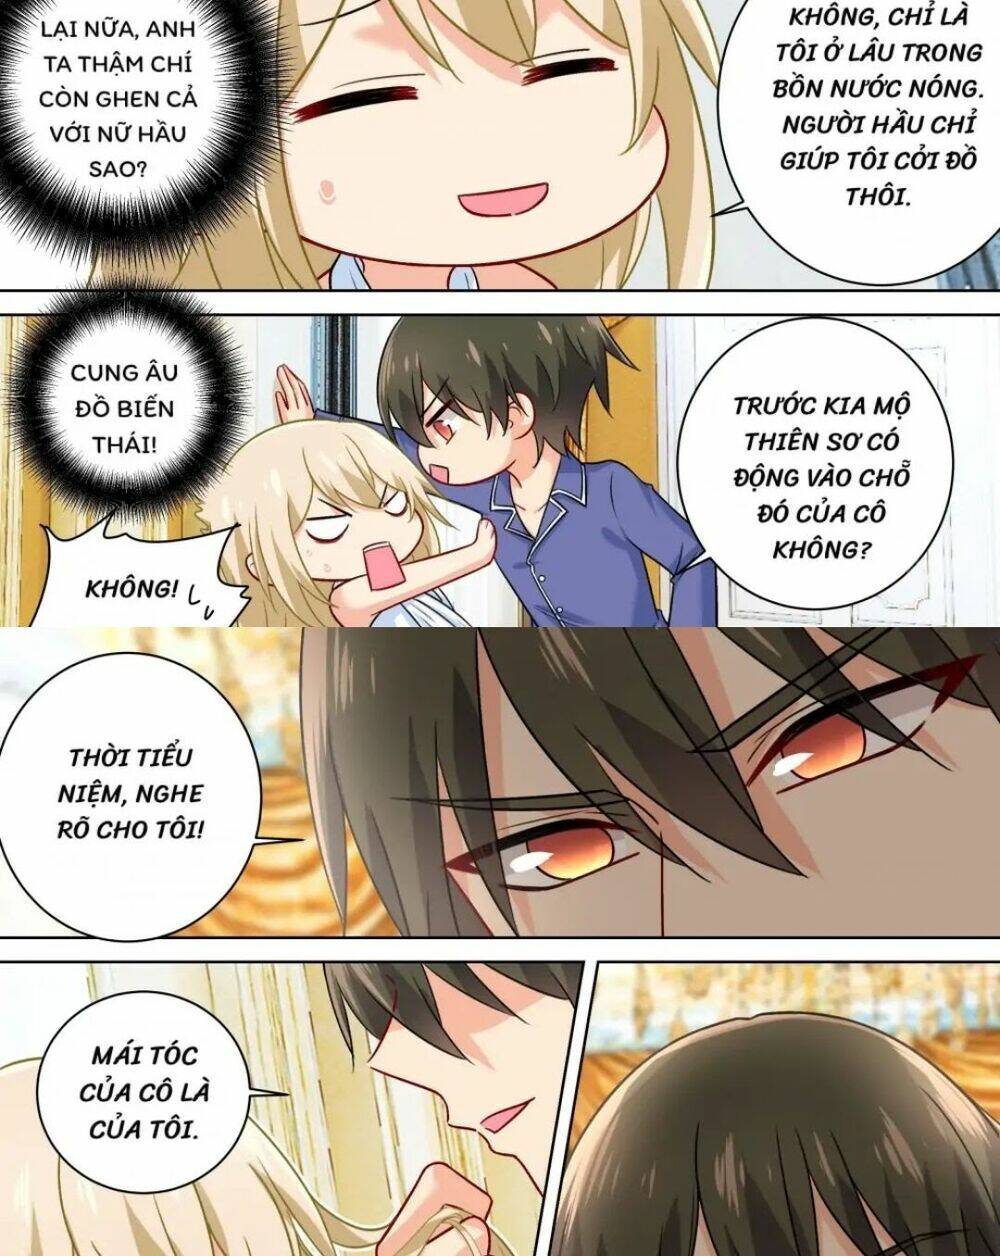 LẠI NỮA, ANH
TA THẬM CHÍ
CÒN GHEN CẢ
VỚI NỮ HẦU
SAO?
KHÔNG, CHỈ LÀ
TÔI Ở LÂU TRONG
BỒN NƯỚC NÓNG.
NGƯỜI HẦU CHỈ
GIÚP TÔI CỞI ĐỒ
THÔI.
CUNG ÂU
ĐỒ BIẾN
THÁI!
TRƯỚC KIA MỘ
THIÊN SƠ CÓ
ĐỘNG VÀO CHỖ
ĐÓ CỦA CÔ
KHÔNG?
KHÔNG!
THỜI TIỂU
NIỆM, NGHE
RÕ CHO TÔI!
MÁI TÓC
CỦA CÔ LÀ
CỦA TÔI.